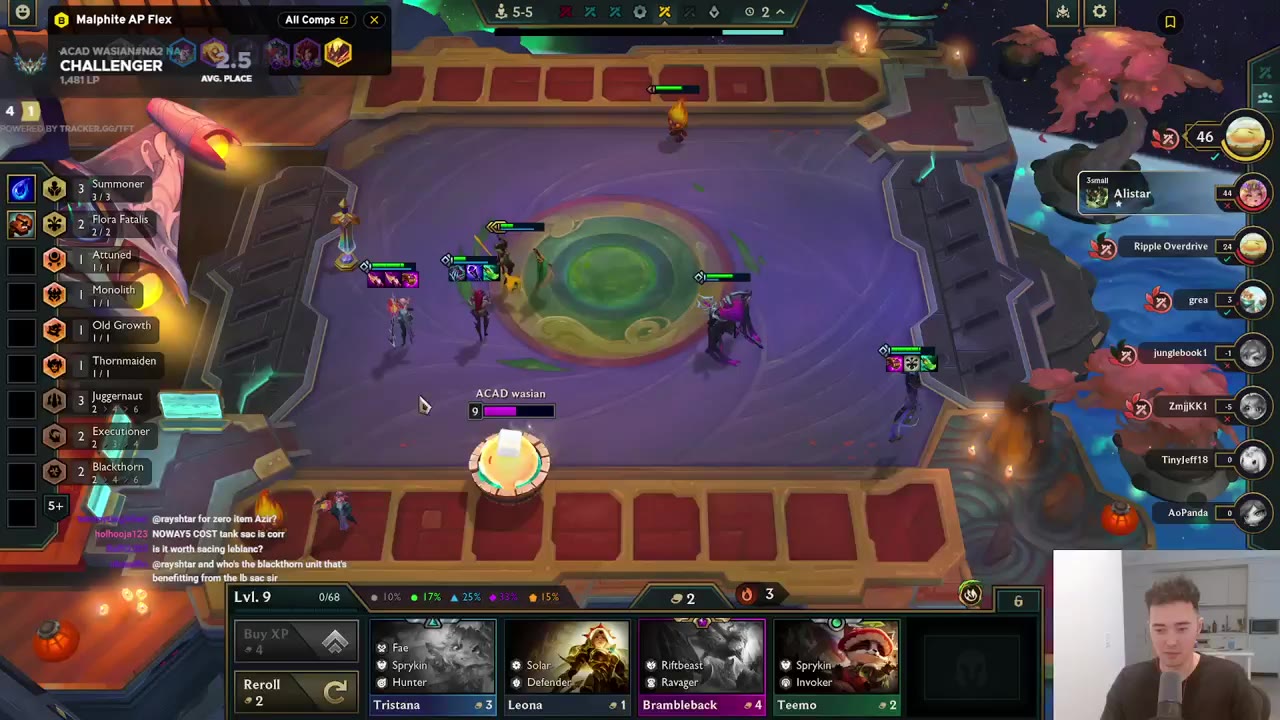 Malphite AP Flex
All Comps
ACAD WASIAN#NA2 NA
CHALLENGER
1,481 LP
2.5
AVG. PLACE
4 1
POWERED BY TRACKER.GG/TFT
5-5
2
3 Summoner
3 / 3
2 Flora Fatalis
2 / 2
1 Attuned
1 / 1
1 Monolith
1 / 1
1 Old Growth
1 / 1
1 Thornmaiden
1 / 1
3 Juggernaut
2 > 4 > 6
2 Executioner
2 3 4
2 Blackthorn
2 > 4 > 6
5+
46
3small
Alistar
44
Ripple Overdrive 24
grea 3
junglebook1 -1
ZmjjKK1 -5
TinyJeff18 0
AoPanda 0
ACAD wasian
9
@rayshtar for zero item Azir?
holhooja123 NOWAY5 COST tank sac is corr
is it worth sacing leblanc?
@rayshtar and who's the blackthorn unit that's
benefitting from the lb sac sir
Lvl. 9 0/68
10% 17% 25% 33% 15%
2
3
6
Buy XP
4
Reroll
2
Fae
Sprykin
Hunter
Tristana 3
Solar
Defender
Leona 1
Riftbeast
Ravager
Brambleback 4
Sprykin
Invoker
Teemo 2